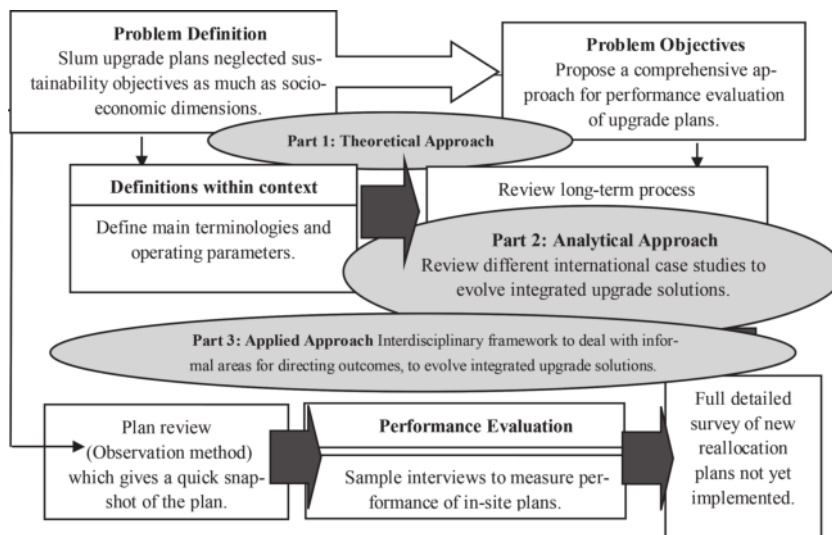 Problem Definition
Slum upgrade plans neglected sus-
tainability objectives as much as socio-
economic dimensions.
Problem Objectives
Propose a comprehensive ap-
proach for performance evaluation
of upgrade plans.
Part 1: Theoretical Approach
Definitions within context
Define main terminologies and
operating parameters.
Review long-term process
Part 2: Analytical Approach
Review different international case studies to
evolve integrated upgrade solutions.
Part 3: Applied Approach Interdisciplinary framework to deal with infor-
mal areas for directing outcomes, to evolve integrated upgrade solutions.
Plan review
(Observation method)
which gives a quick snap-
shot of the plan.
Performance Evaluation
Sample interviews to measure per-
formance of in-site plans.
Full detailed
survey of new
reallocation
plans not yet
implemented.